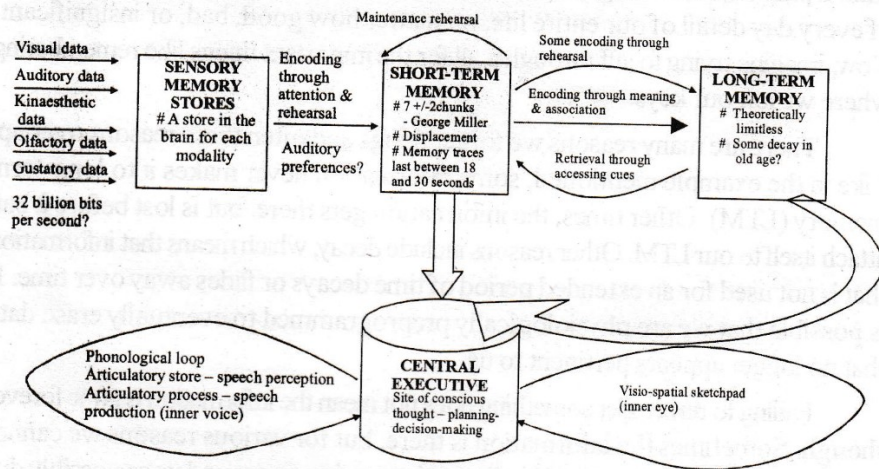 Maintenance rehearsal
Visual data
Auditory data
Kinaesthetic
data
Olfactory data
Gustatory data
32 billion bits
per second?
SENSORY
MEMORY
STORES
# A store in the
brain for each
modality
Encoding
through
attention &
rehearsal
Auditory
preferences?
SHORT-TERM
MEMORY
# 7 +/-2chunks
- George Miller
# Displacement
# Memory traces
last between 18
and 30 seconds
Some encoding through
rehearsal
Encoding through meaning
& association
Retrieval through
accessing cues
LONG-TERM
MEMORY
# Theoretically
limitless
# Some decay in
old age?
Phonological loop
Articulatory store – speech perception
Articulatory process – speech
production (inner voice)
CENTRAL
EXECUTIVE
Site of conscious
thought – planning-
decision-making
Visio-spatial sketchpad
(inner eye)